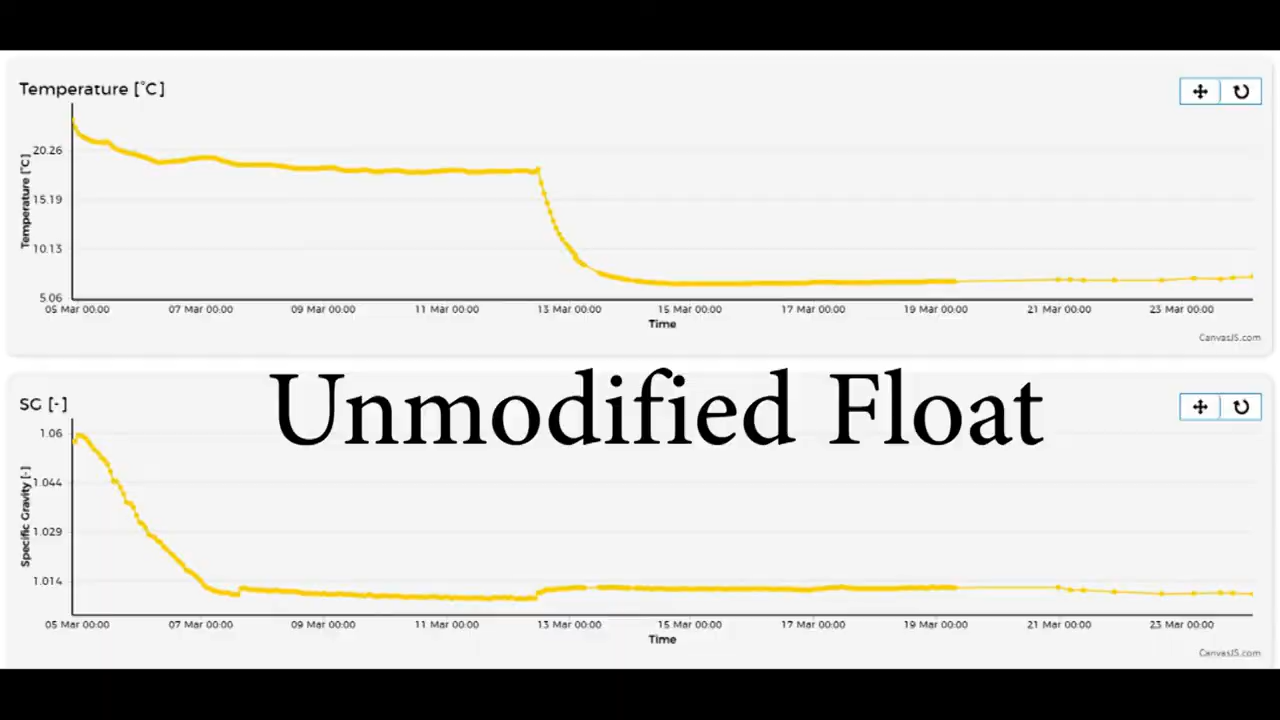 Temperature [°C]
Temperature [°C]
20.26
15.19
10.13
5.06
05 Mar 00:00 07 Mar 00:00 09 Mar 00:00 11 Mar 00:00 13 Mar 00:00 15 Mar 00:00 17 Mar 00:00 19 Mar 00:00 21 Mar 00:00 23 Mar 00:00
Time
CanvasJS.com
Unmodified Float
SG [-]
Specific Gravity [-]
1.06
1.044
1.029
1.014
05 Mar 00:00 07 Mar 00:00 09 Mar 00:00 11 Mar 00:00 13 Mar 00:00 15 Mar 00:00 17 Mar 00:00 19 Mar 00:00 21 Mar 00:00 23 Mar 00:00
Time
CanvasJS.com